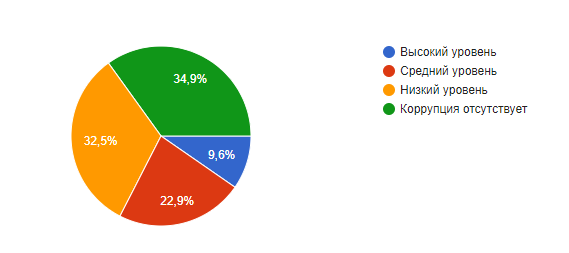 34,9%
32,5%
9,6%
22,9%
Высокий уровень
Средний уровень
Низкий уровень
Коррупция отсутствует